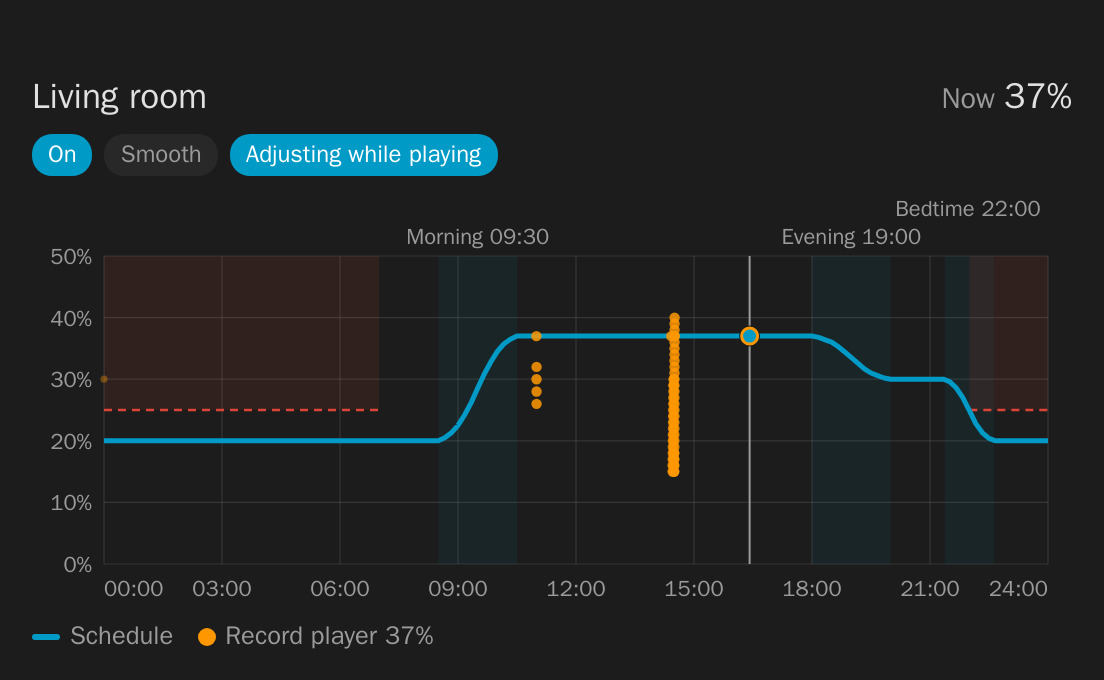 Living room
Now 37%
On
Smooth
Adjusting while playing
Bedtime 22:00
Morning 09:30
Evening 19:00
50%
40%
30%
20%
10%
0%
00:00 03:00 06:00 09:00 12:00 15:00 18:00 21:00 24:00
Schedule
Record player 37%